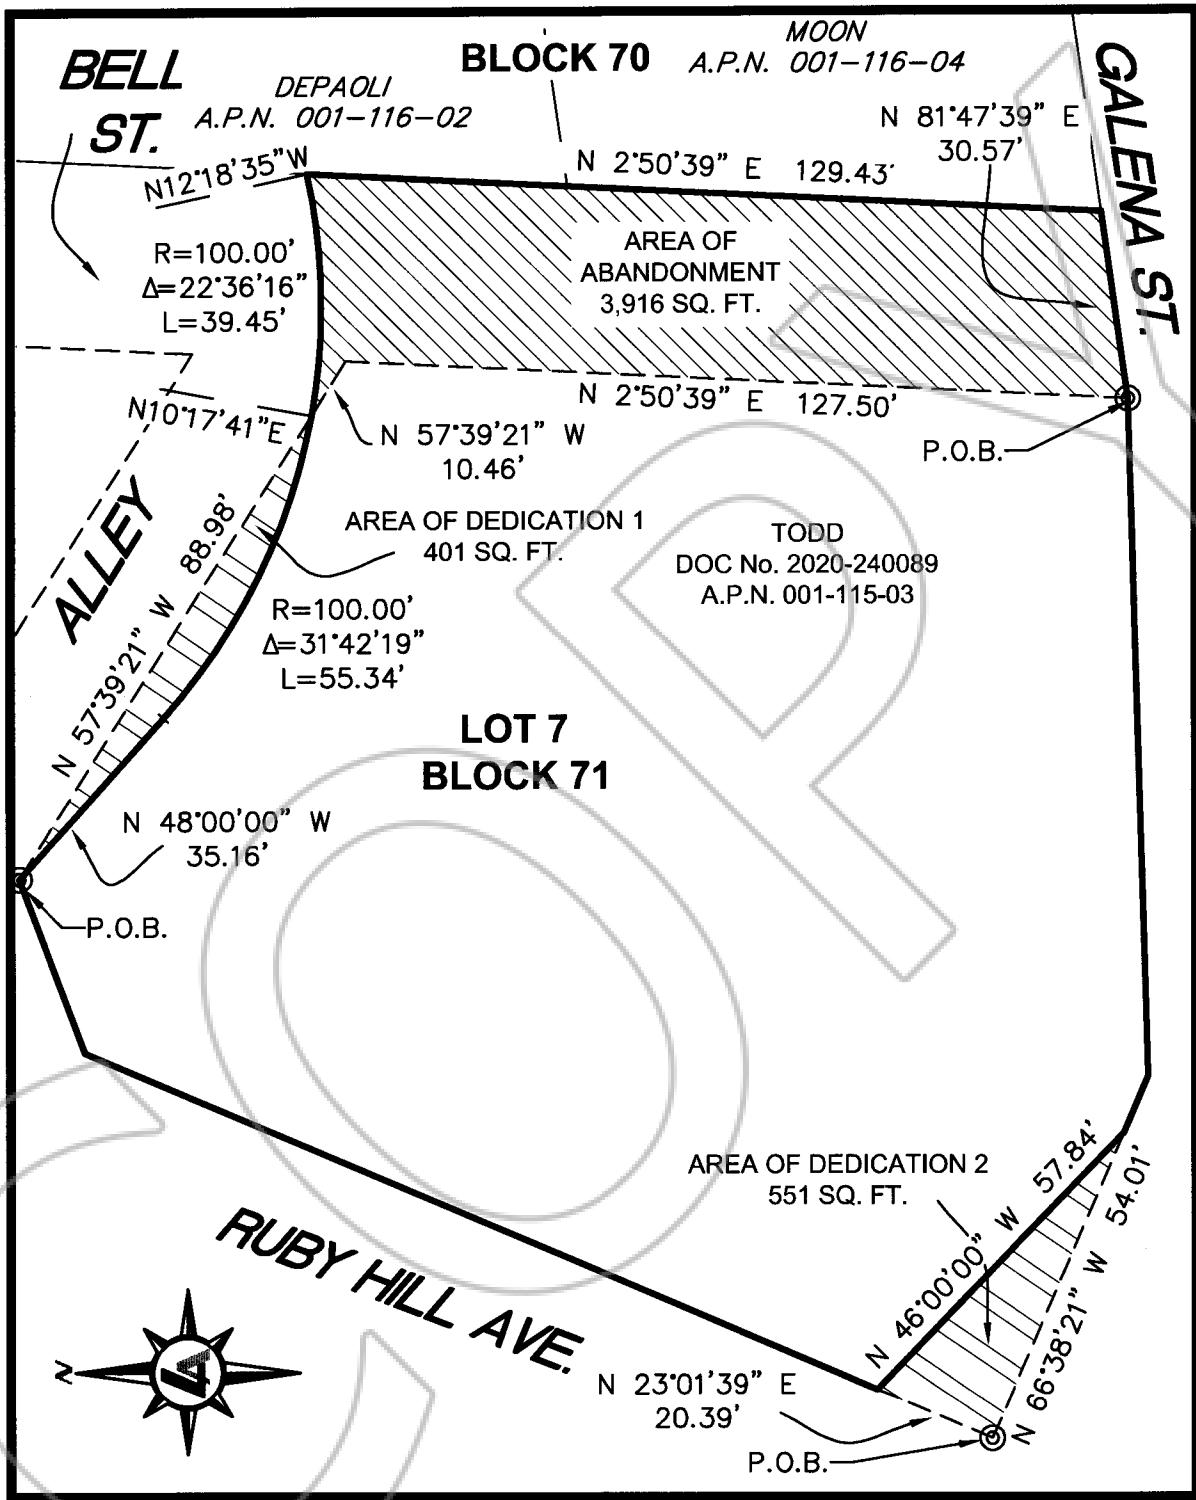 BELL
ST.
DEPAOLI
A.P.N. 001-116-02
BLOCK 70
MOON
A.P.N. 001-116-04
GALENA ST.
N 81°47'39" E
30.57'
N12°18'35"W
N 2°50'39" E 129.43'
R=100.00'
Δ=22°36'16"
L=39.45'
AREA OF
ABANDONMENT
3,916 SQ. FT.
N10°17'41"E
N 2°50'39" E 127.50'
N 57°39'21" W
10.46'
P.O.B.
ALLEY
N 57°39'21" W 88.98'
AREA OF DEDICATION 1
401 SQ. FT.
TODD
DOC No. 2020-240089
A.P.N. 001-115-03
R=100.00'
Δ=31°42'19"
L=55.34'
LOT 7
BLOCK 71
N 48°00'00" W
35.16'
P.O.B.
AREA OF DEDICATION 2
551 SQ. FT.
N 46°00'00" W 57.84'
N 66°38'21" W 54.01'
RUBY HILL AVE.
N 23°01'39" E
20.39'
P.O.B.
N
COPY